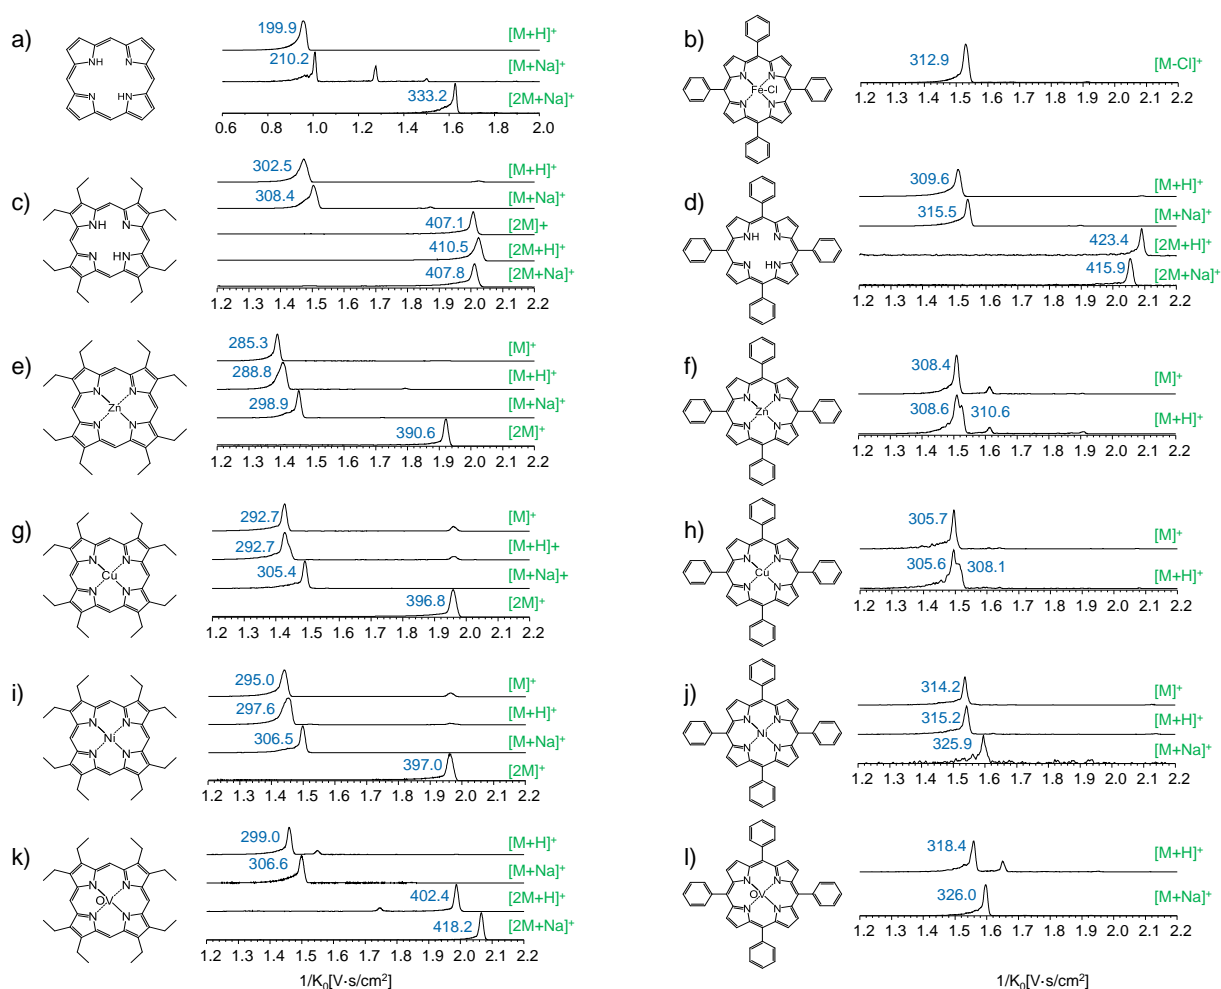 a)
NH
N
N
HN
199.9
[M+H]⁺
210.2
[M+Na]⁺
333.2
[2M+Na]⁺
0.6 0.8 1.0 1.2 1.4 1.6 1.8 2.0
b)
N
N
Fe-Cl
N
N
312.9
[M-Cl]⁺
1.2 1.3 1.4 1.5 1.6 1.7 1.8 1.9 2.0 2.1 2.2
c)
NH
N
N
HN
302.5
[M+H]⁺
308.4
[M+Na]⁺
407.1
[2M]+
410.5
[2M+H]⁺
407.8
[2M+Na]⁺
1.2 1.3 1.4 1.5 1.6 1.7 1.8 1.9 2.0 2.1 2.2
d)
NH
N
N
HN
309.6
[M+H]⁺
315.5
[M+Na]⁺
423.4
[2M+H]⁺
415.9
[2M+Na]⁺
1.2 1.3 1.4 1.5 1.6 1.7 1.8 1.9 2.0 2.1 2.2
e)
N
N
Zn
N
N
285.3
[M]⁺
288.8
[M+H]⁺
298.9
[M+Na]⁺
390.6
[2M]⁺
1.2 1.3 1.4 1.5 1.6 1.7 1.8 1.9 2.0 2.1 2.2
f)
N
N
Zn
N
N
308.4
[M]⁺
308.6
310.6
[M+H]⁺
1.2 1.3 1.4 1.5 1.6 1.7 1.8 1.9 2.0 2.1 2.2
g)
N
N
Cu
N
N
292.7
[M]⁺
292.7
[M+H]+
305.4
[M+Na]+
396.8
[2M]⁺
1.2 1.3 1.4 1.5 1.6 1.7 1.8 1.9 2.0 2.1 2.2
h)
N
N
Cu
N
N
305.7
[M]⁺
305.6
308.1
[M+H]⁺
1.2 1.3 1.4 1.5 1.6 1.7 1.8 1.9 2.0 2.1 2.2
i)
N
N
Ni
N
N
295.0
[M]⁺
297.6
[M+H]⁺
306.5
[M+Na]⁺
397.0
[2M]⁺
1.2 1.3 1.4 1.5 1.6 1.7 1.8 1.9 2.0 2.1 2.2
j)
N
N
Ni
N
N
314.2
[M]⁺
315.2
[M+H]⁺
325.9
[M+Na]⁺
1.2 1.3 1.4 1.5 1.6 1.7 1.8 1.9 2.0 2.1 2.2
k)
N
N
OV
N
N
299.0
[M+H]⁺
306.6
[M+Na]⁺
402.4
[2M+H]⁺
418.2
[2M+Na]⁺
1.2 1.3 1.4 1.5 1.6 1.7 1.8 1.9 2.0 2.1 2.2
1/K₀[V·s/cm²]
l)
N
N
OV
N
N
318.4
[M+H]⁺
326.0
[M+Na]⁺
1.2 1.3 1.4 1.5 1.6 1.7 1.8 1.9 2.0 2.1 2.2
1/K₀[V·s/cm²]